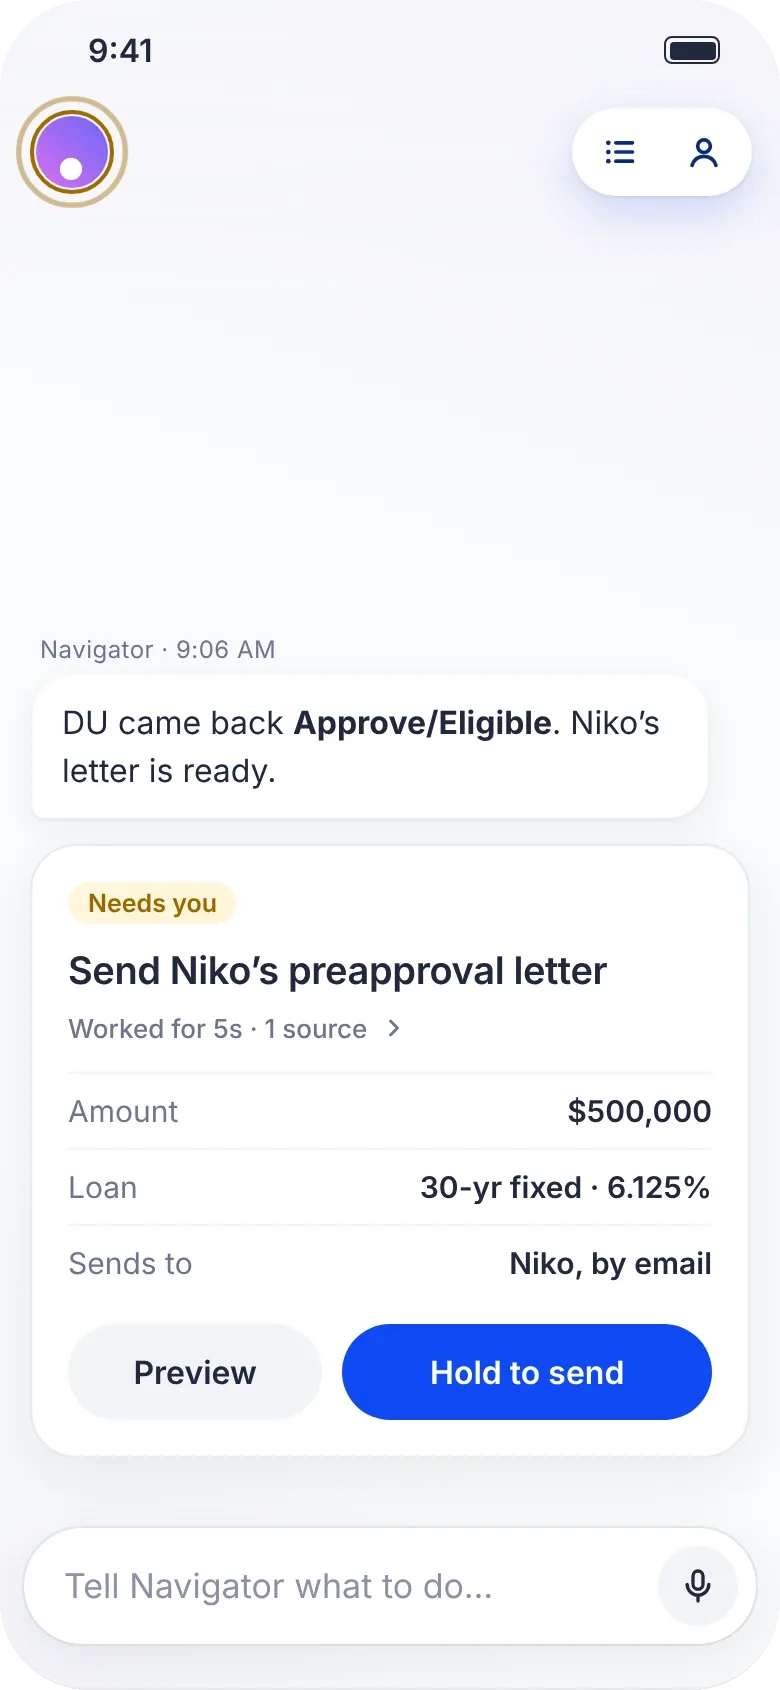 9:41
Navigator · 9:06 AM
DU came back Approve/Eligible. Niko’s
letter is ready.
Needs you
Send Niko’s preapproval letter
Worked for 5s · 1 source
Amount $500,000
Loan 30-yr fixed · 6.125%
Sends to Niko, by email
Preview Hold to send
Tell Navigator what to do...